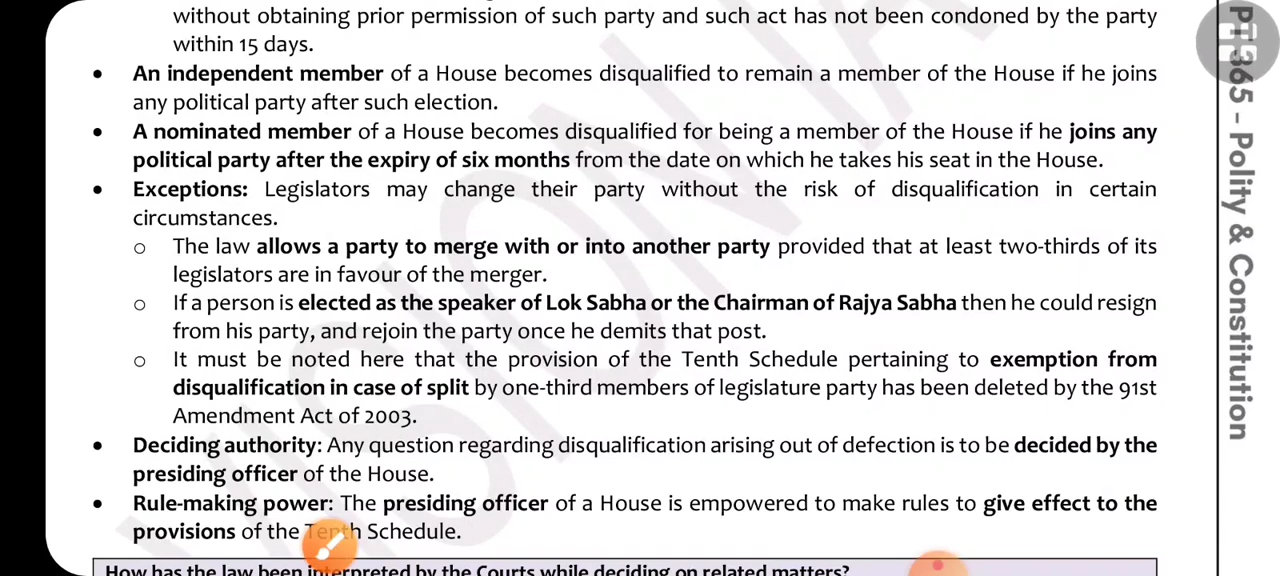 without obtaining prior permission of such party and such act has not been condoned by the party
within 15 days.
• An independent member of a House becomes disqualified to remain a member of the House if he joins
any political party after such election.
• A nominated member of a House becomes disqualified for being a member of the House if he joins any
political party after the expiry of six months from the date on which he takes his seat in the House.
• Exceptions: Legislators may change their party without the risk of disqualification in certain
circumstances.
o The law allows a party to merge with or into another party provided that at least two-thirds of its
legislators are in favour of the merger.
o If a person is elected as the speaker of Lok Sabha or the Chairman of Rajya Sabha then he could resign
from his party, and rejoin the party once he demits that post.
o It must be noted here that the provision of the Tenth Schedule pertaining to exemption from
disqualification in case of split by one-third members of legislature party has been deleted by the 91st
Amendment Act of 2003.
• Deciding authority: Any question regarding disqualification arising out of defection is to be decided by the
presiding officer of the House.
• Rule-making power: The presiding officer of a House is empowered to make rules to give effect to the
provisions of the Tenth Schedule.
How has the law been interpreted by the Courts while deciding on related matters?
PT 365 - Polity & Constitution
VISION IA